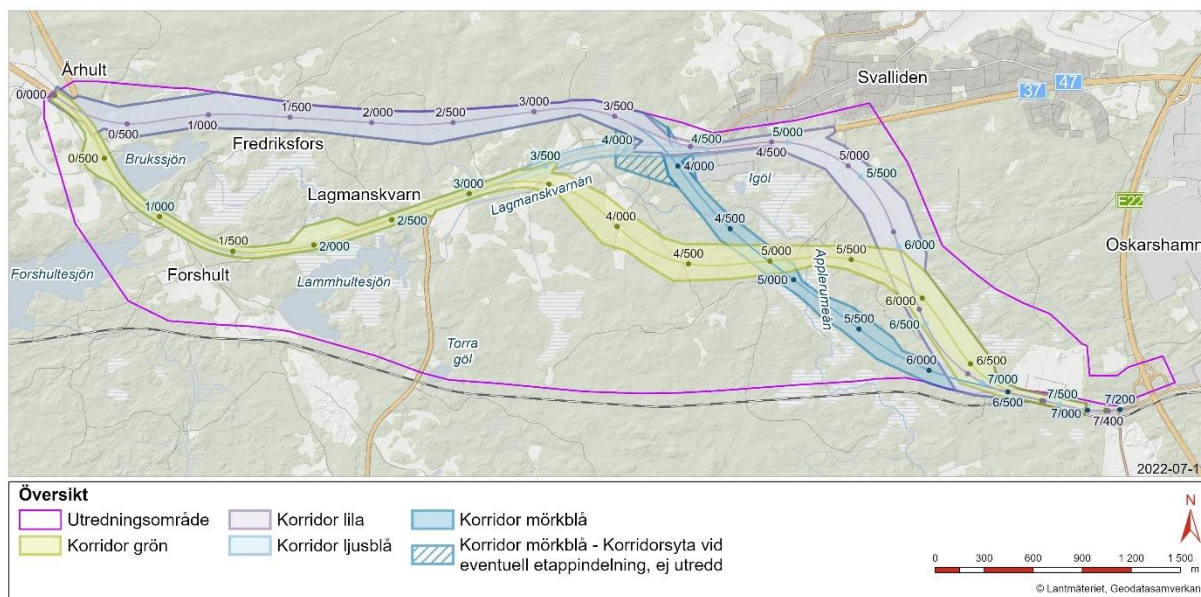 Århult
Svalliden
0/000
1/500
2/000
2/500
3/000
3/500
37
47
0/500
1/000
Fredriksfors
4/000
4/500
5/000
4/500
5/000
5/500
0/500
Brukssjön
3/500
4/000
Igöl
Lagmanskvarn
3/000
Lagmanskvarnån
E22
1/000
2/500
4/000
4/500
6/000
Oskarshamn
1/500
2/000
Forshult
4/500
5/000
5/500
Forshultesjön
Lammhultesjön
5/000
Applerumeån
6/000
5/500
6/500
Torra
göl
6/000
6/500
7/000
7/500
7/200
6/500
7/000
7/400
2022-07-1
Översikt
Utredningsområde
Korridor lila
Korridor mörkblå
Korridor grön
Korridor ljusblå
Korridor mörkblå - Korridorsyta vid
eventuell etappindelning, ej utredd
N
0 300 600 900 1 200 1 500
m
© Lantmäteriet, Geodatasamverkan